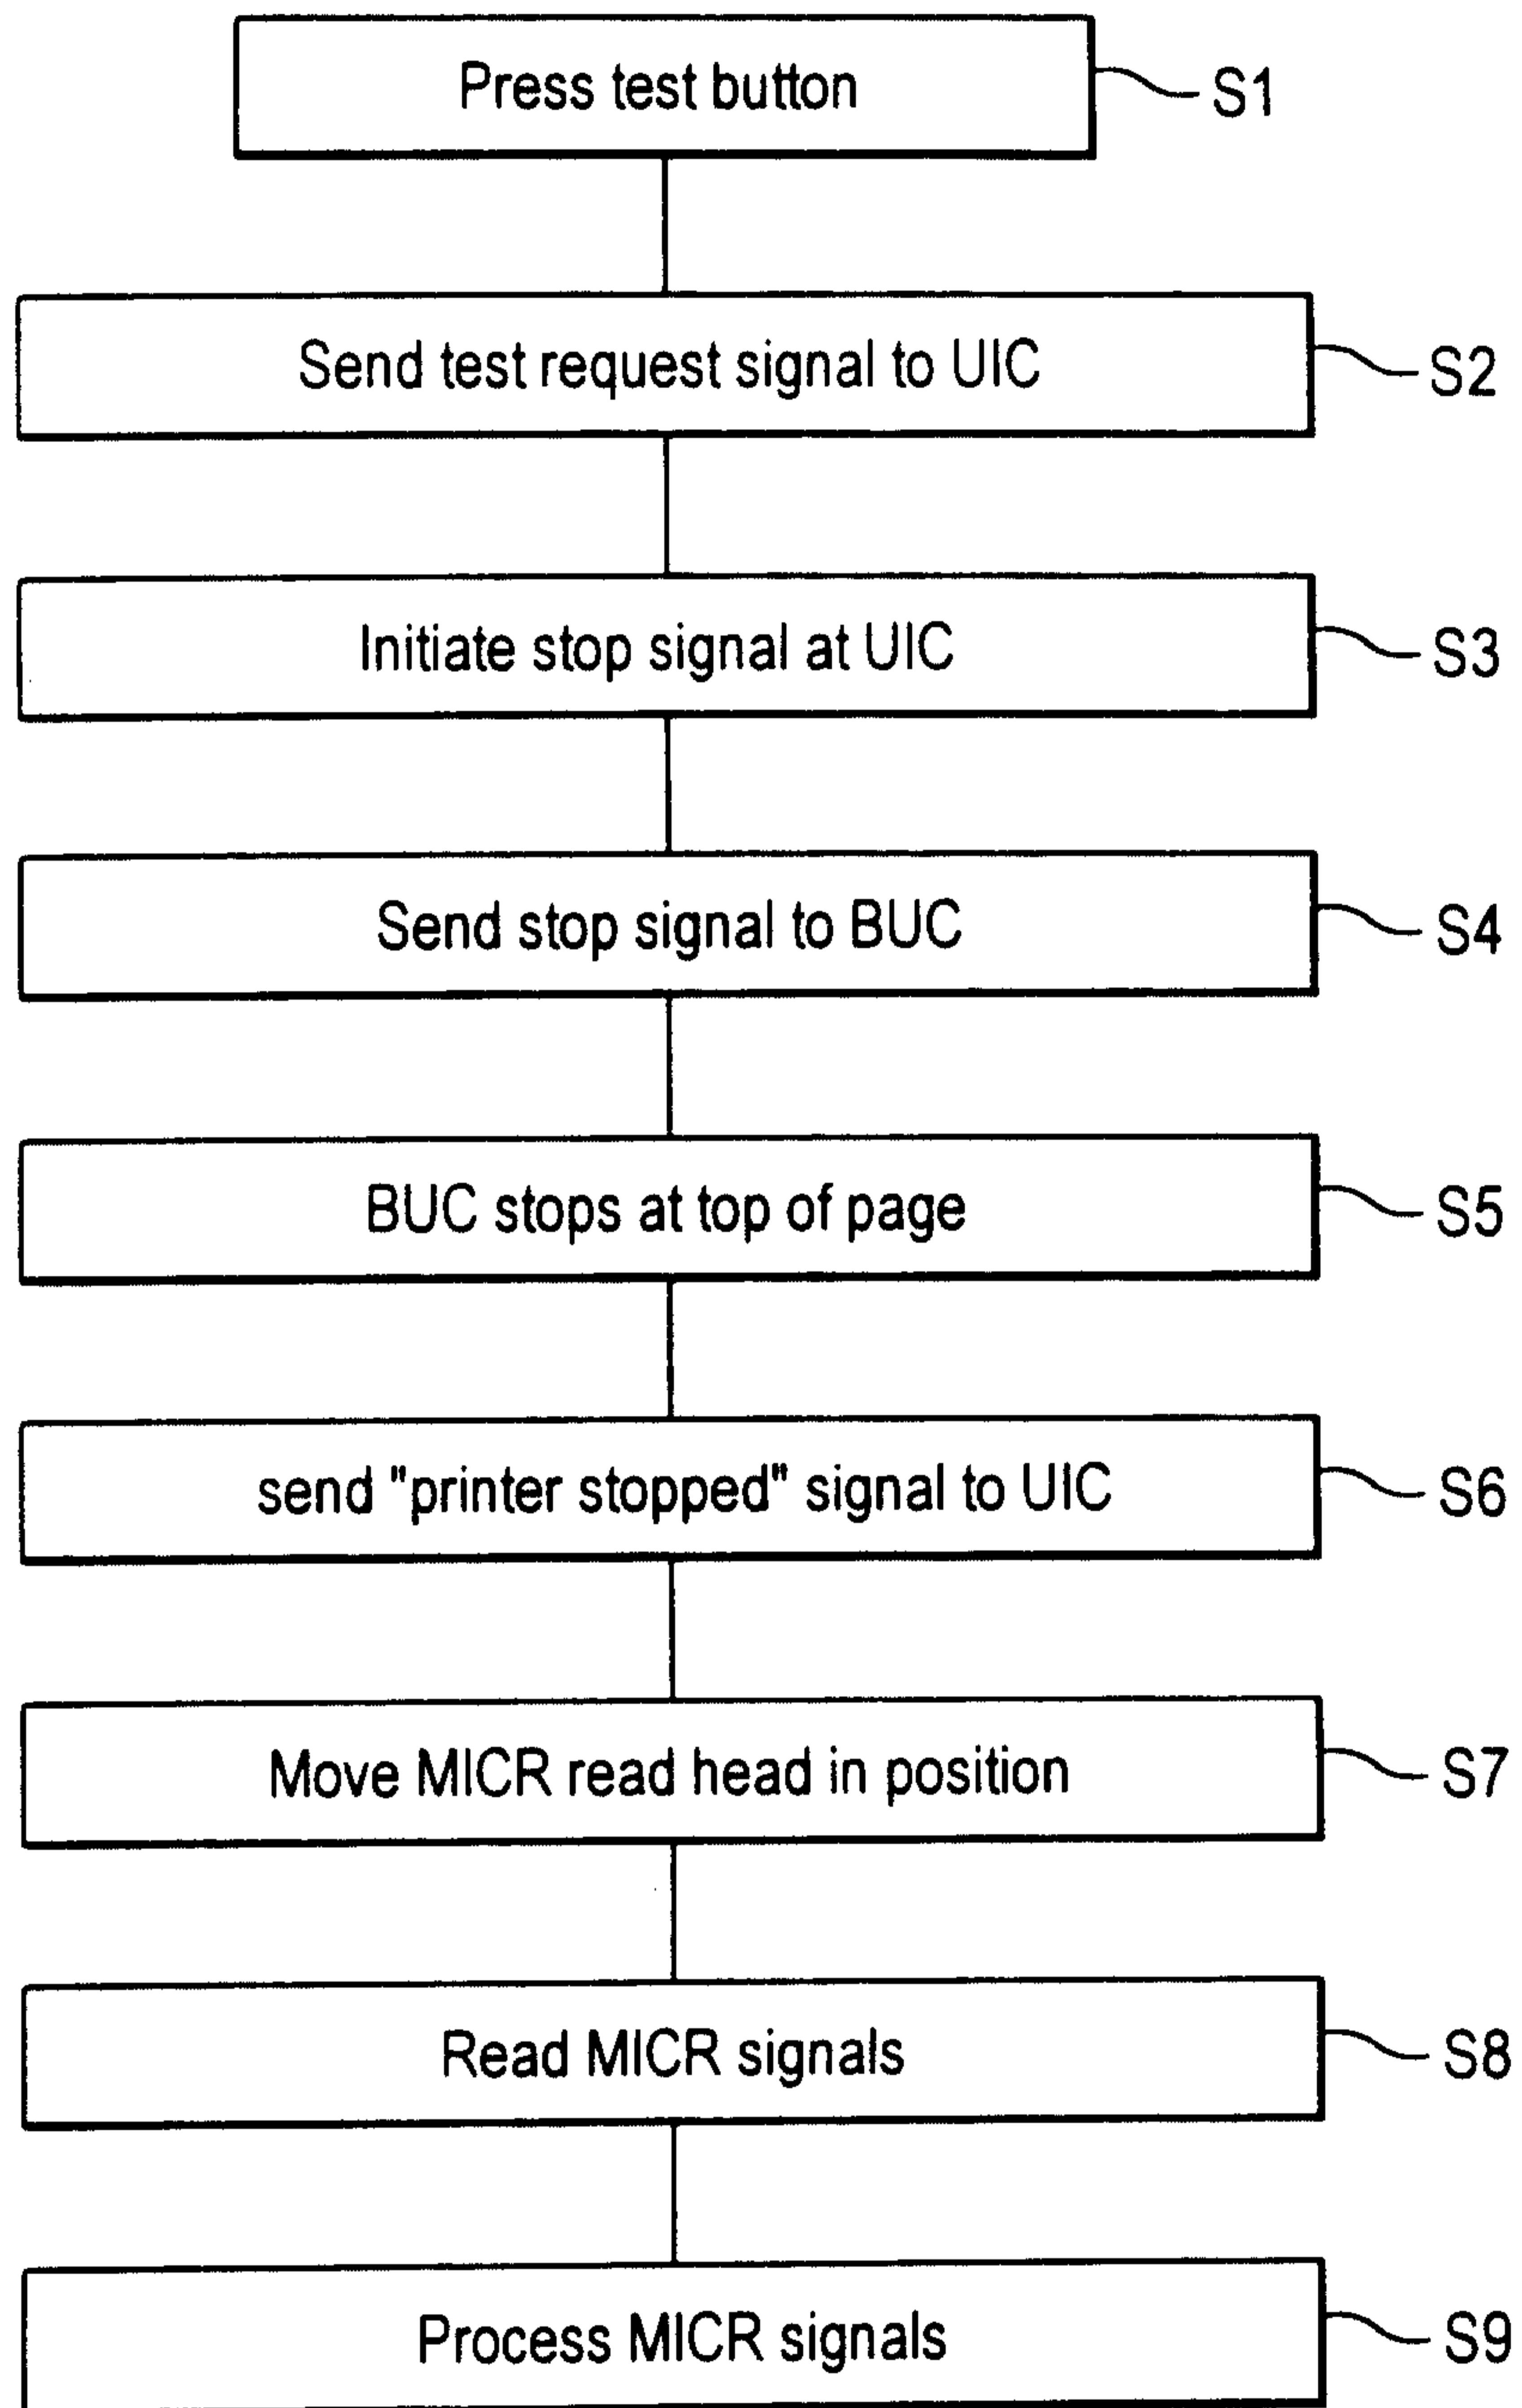 Press test button S1
Send test request signal to UIC S2
Initiate stop signal at UIC S3
Send stop signal to BUC S4
BUC stops at top of page S5
send "printer stopped" signal to UIC S6
Move MICR read head in position S7
Read MICR signals S8
Process MICR signals S9